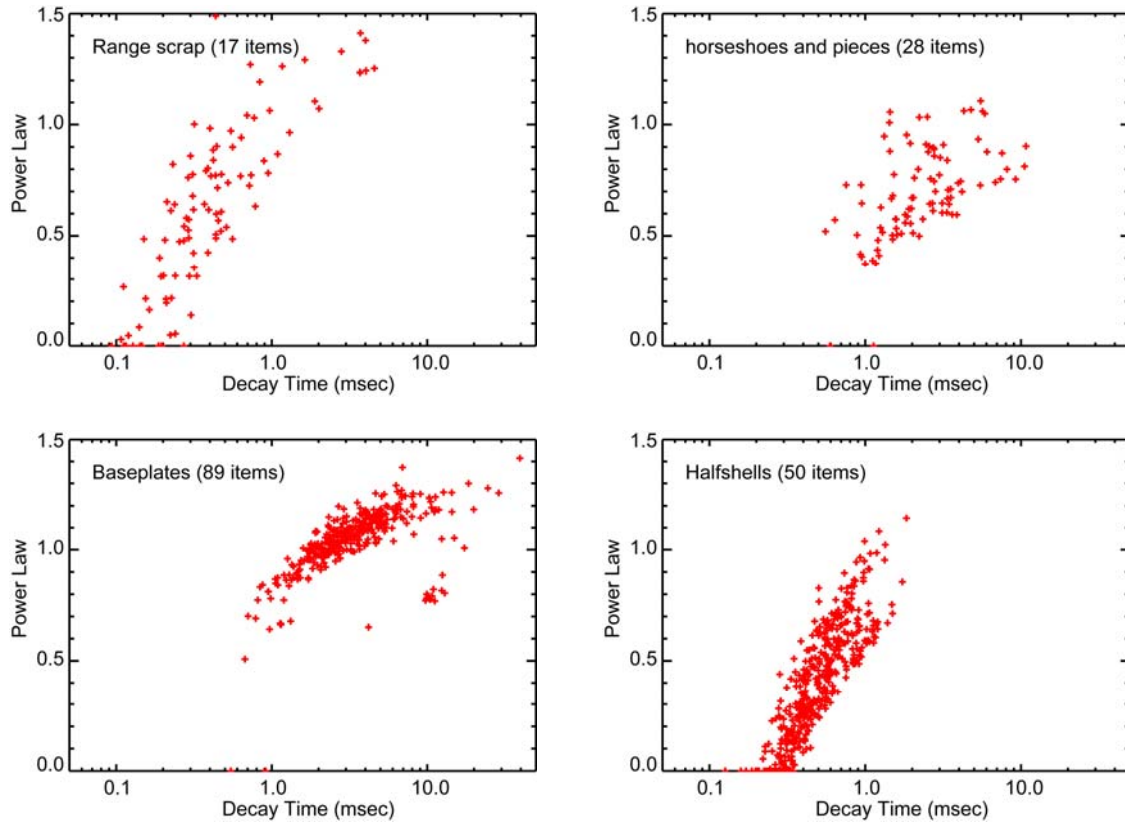 Range scrap (17 items)
1.5
1.0
0.5
0.0
Power Law
0.1 1.0 10.0
Decay Time (msec)
horseshoes and pieces (28 items)
1.5
1.0
0.5
0.0
Power Law
0.1 1.0 10.0
Decay Time (msec)
Baseplates (89 items)
1.5
1.0
0.5
0.0
Power Law
0.1 1.0 10.0
Decay Time (msec)
Halfshells (50 items)
1.5
1.0
0.5
0.0
Power Law
0.1 1.0 10.0
Decay Time (msec)